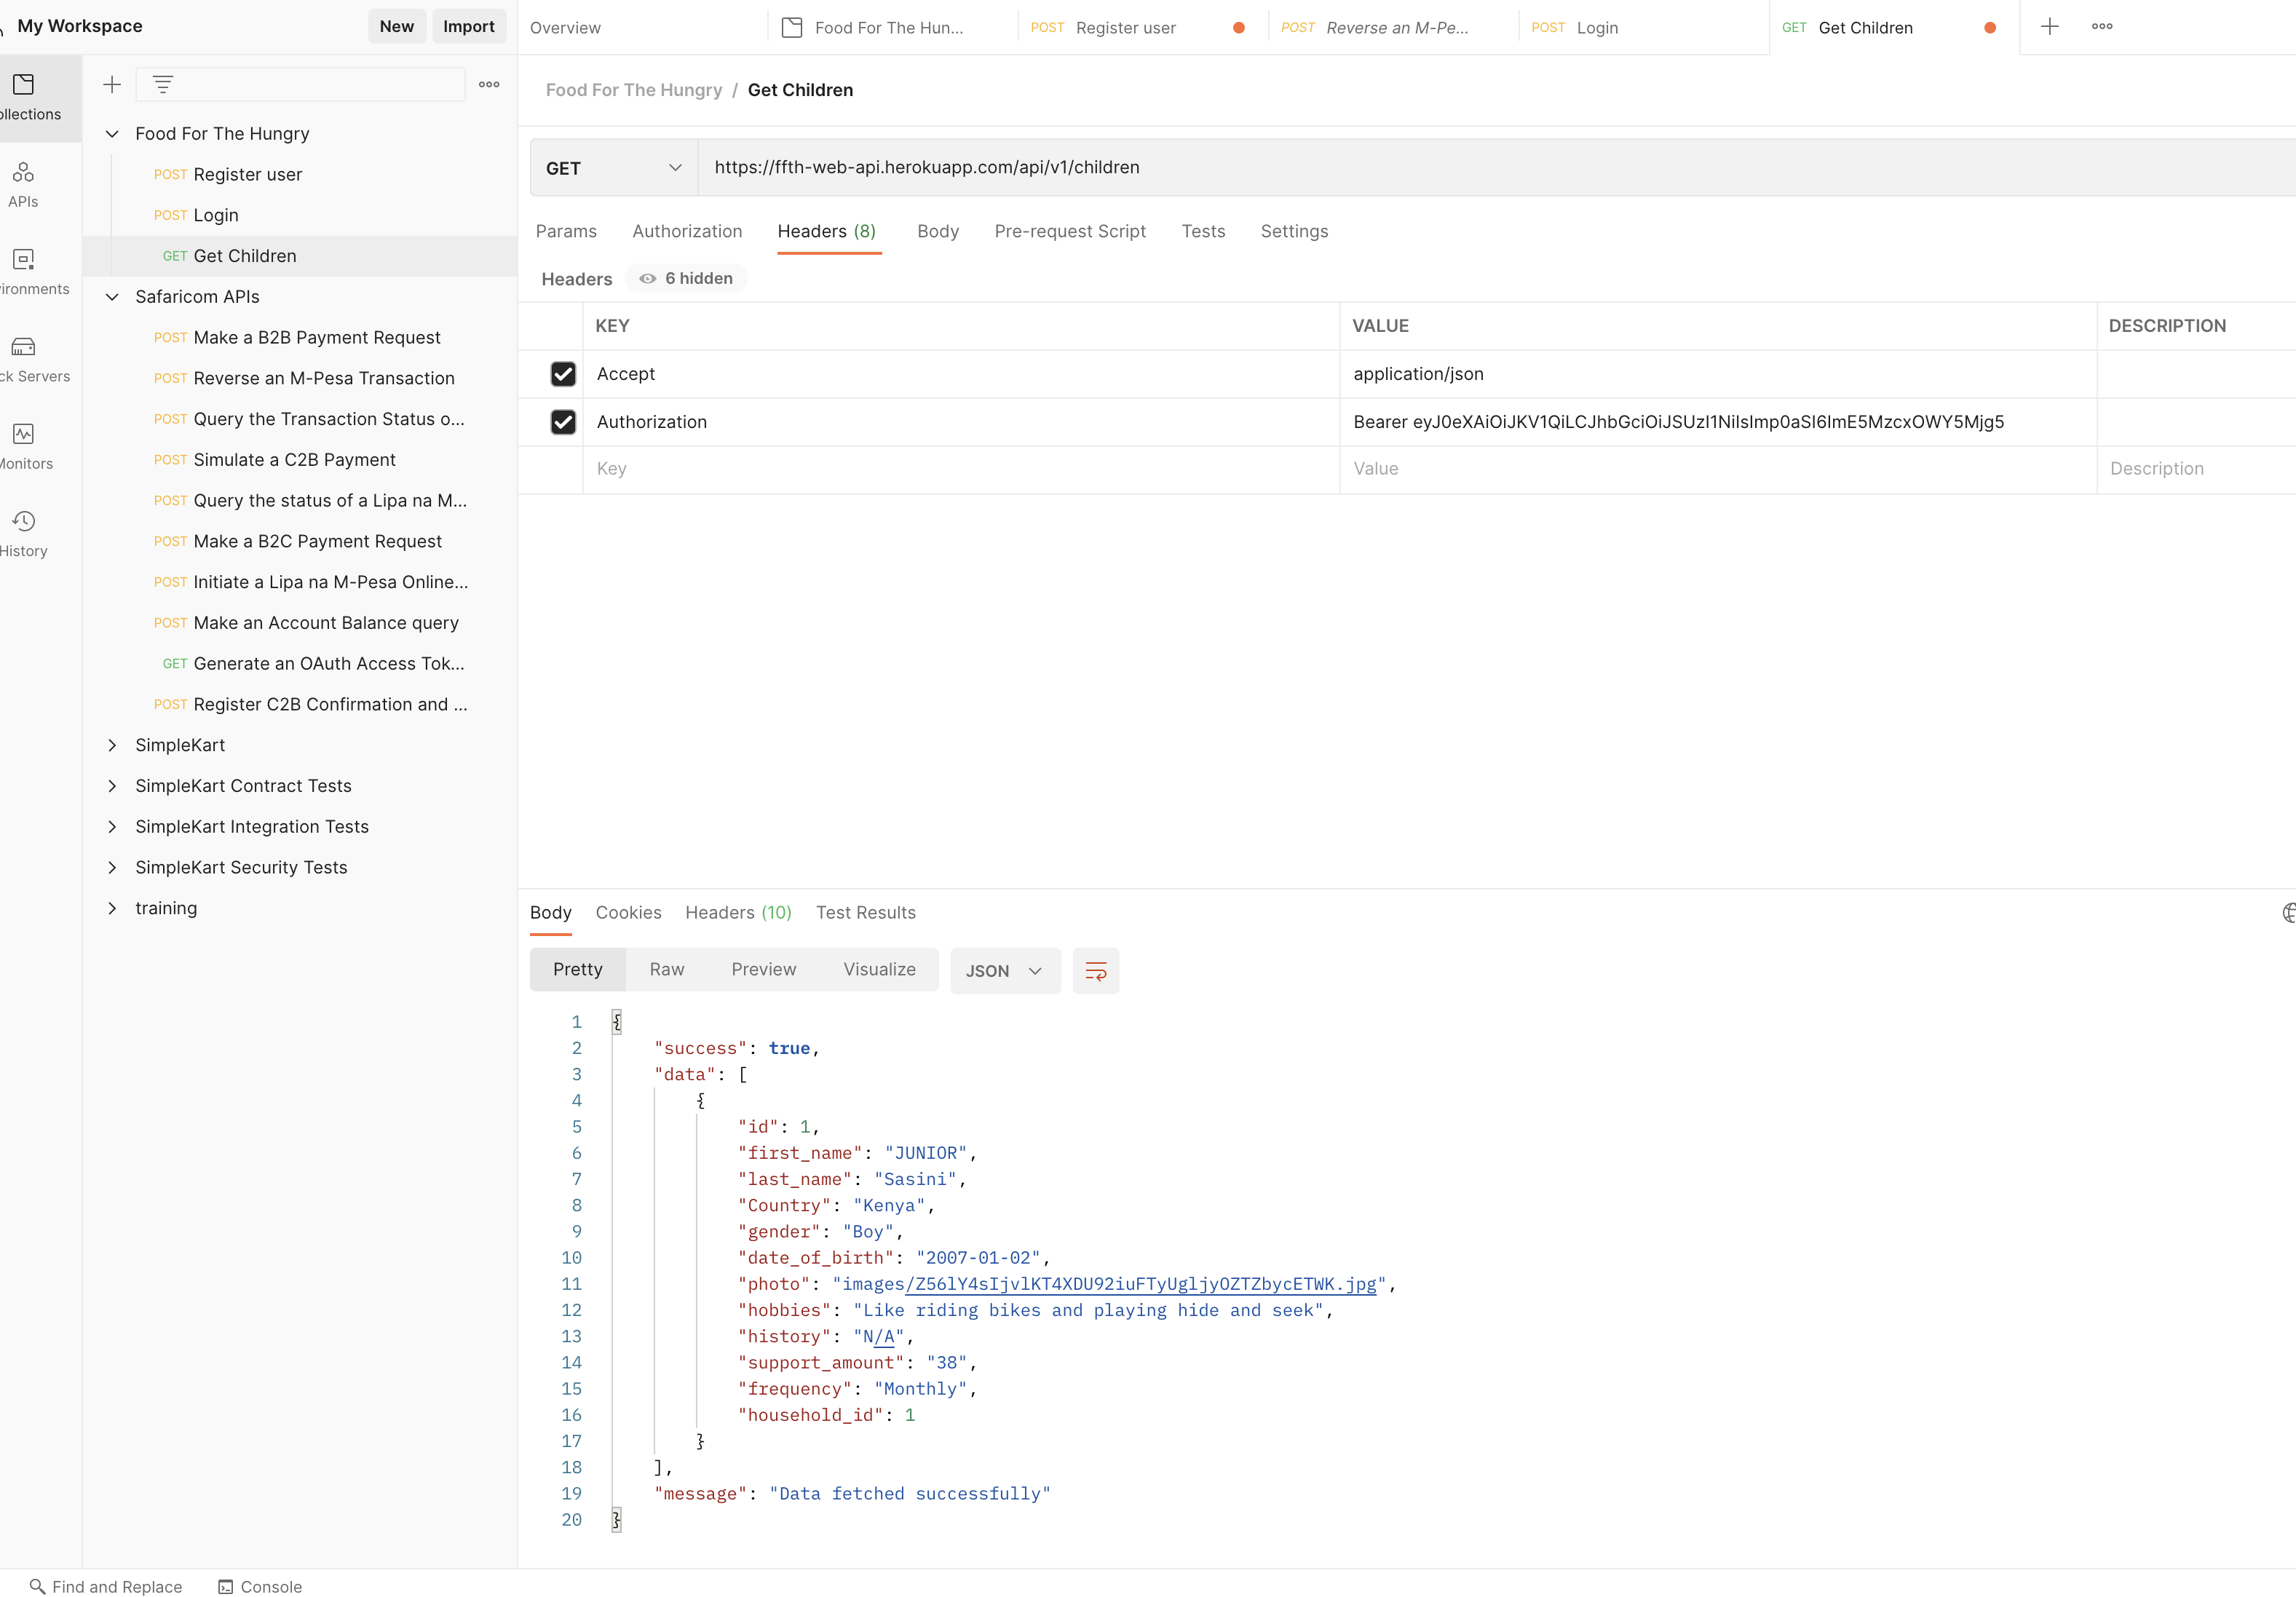 My Workspace
New
Import
Overview
Food For The Hun...
POST Register user
POST Reverse an M-Pe...
POST Login
GET Get Children
ollections
APIs
ironments
ck Servers
Monitors
History
Food For The Hungry
POST Register user
POST Login
GET Get Children
Safaricom APIs
POST Make a B2B Payment Request
POST Reverse an M-Pesa Transaction
POST Query the Transaction Status o...
POST Simulate a C2B Payment
POST Query the status of a Lipa na M...
POST Make a B2C Payment Request
POST Initiate a Lipa na M-Pesa Online...
POST Make an Account Balance query
GET Generate an OAuth Access Tok...
POST Register C2B Confirmation and ...
SimpleKart
SimpleKart Contract Tests
SimpleKart Integration Tests
SimpleKart Security Tests
training
Food For The Hungry / Get Children
GET
https://ffth-web-api.herokuapp.com/api/v1/children
Params Authorization Headers (8) Body Pre-request Script Tests Settings
Headers 6 hidden
KEY VALUE DESCRIPTION
Accept application/json
Authorization Bearer eyJ0eXAiOiJKV1QiLCJhbGciOiJSUzI1NiIsImp0aSI6ImE5MzcxOWY5Mjg5
Key Value Description
Body Cookies Headers (10) Test Results
Pretty Raw Preview Visualize JSON
1 {
2 "success": true,
3 "data": [
4 {
5 "id": 1,
6 "first_name": "JUNIOR",
7 "last_name": "Sasini",
8 "Country": "Kenya",
9 "gender": "Boy",
10 "date_of_birth": "2007-01-02",
11 "photo": "images/Z56lY4sIjvlKT4XDU92iuFTyUgljyOZTZbycETWK.jpg",
12 "hobbies": "Like riding bikes and playing hide and seek",
13 "history": "N/A",
14 "support_amount": "38",
15 "frequency": "Monthly",
16 "household_id": 1
17 }
18 ],
19 "message": "Data fetched successfully"
20 }
Find and Replace
Console